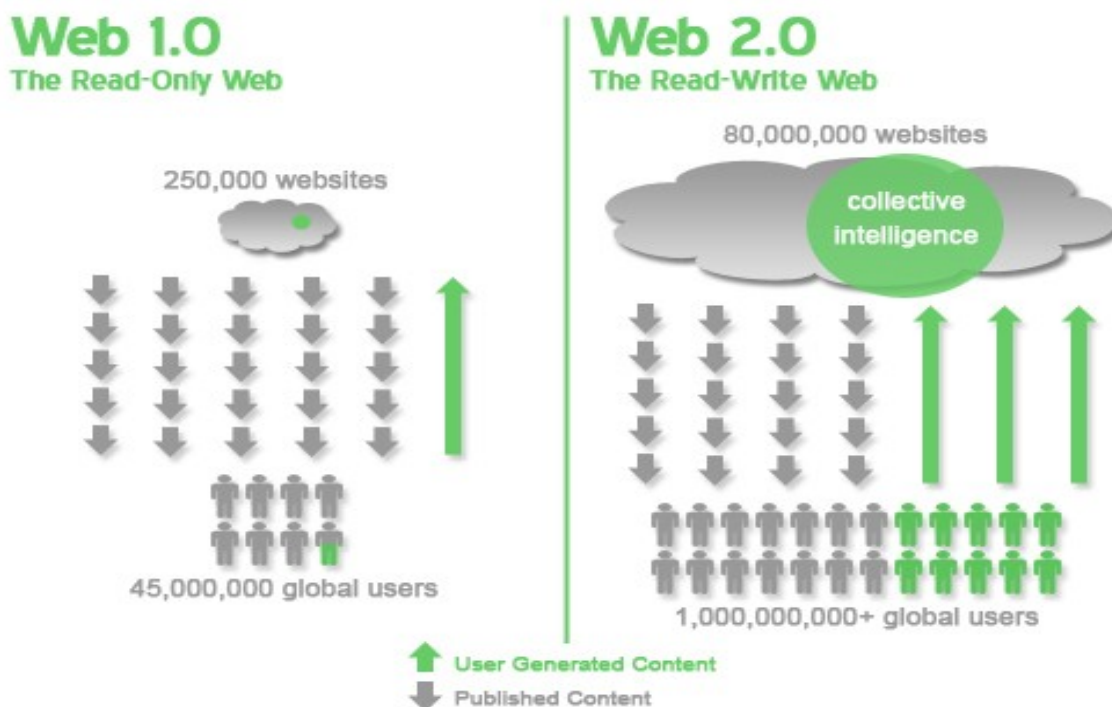 Web 1.0
The Read-Only Web
250,000 websites
45,000,000 global users
Web 2.0
The Read-Write Web
80,000,000 websites
collective
intelligence
1,000,000,000+ global users
User Generated Content
Published Content